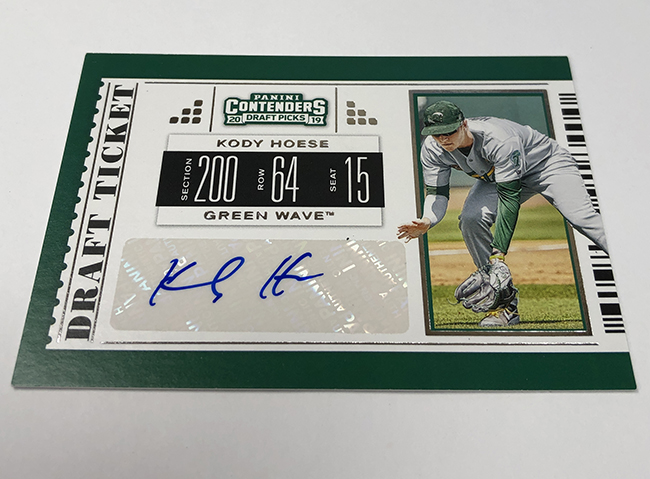 DRAFT TICKET
PANINI
CONTENDERS
20 DRAFT PICKS 19
KODY HOESE
SECTION 200 ROW 64 SEAT 15
GREEN WAVE™